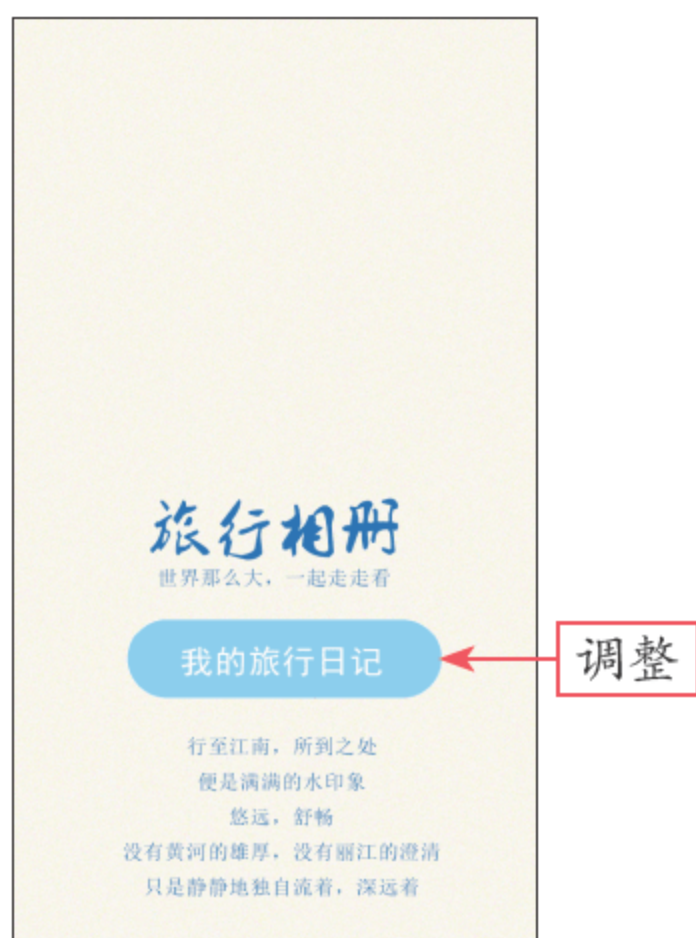 旅行相册
世界那么大，一起走走看
我的旅行日记
调整
行至江南，所到之处
便是满满的水印象
悠远，舒畅
没有黄河的雄厚，没有丽江的澄清
只是静静地独自流着，深远着